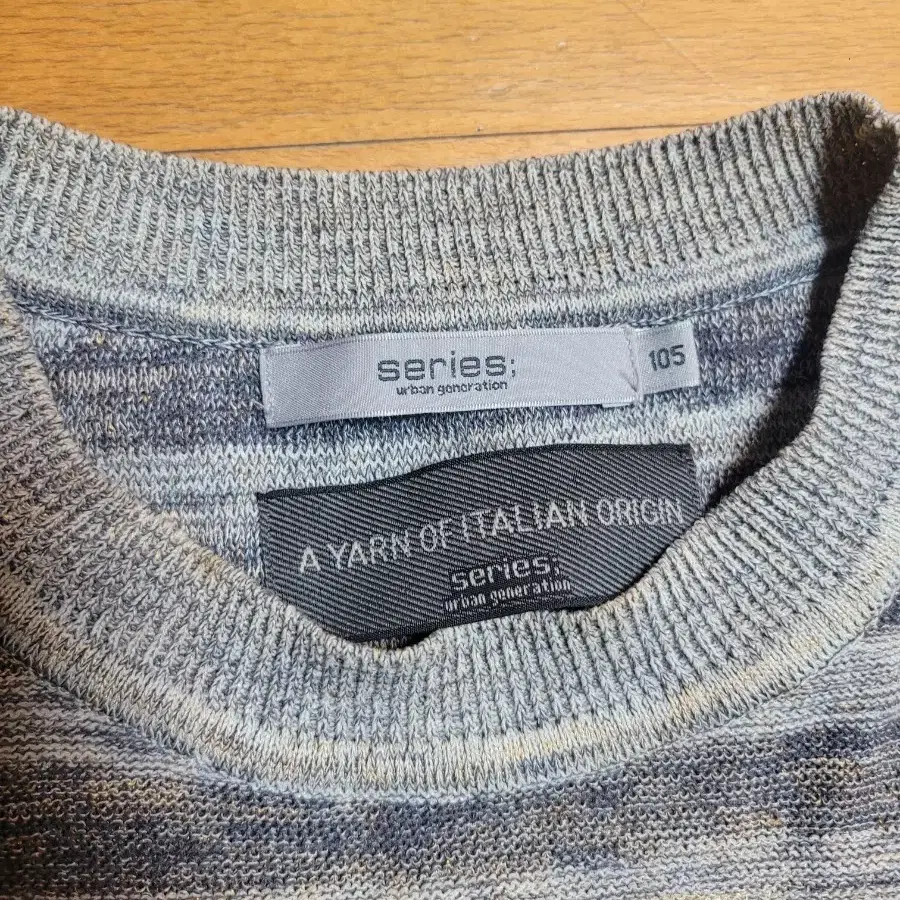 series;
urban generation
105
A YARN OF ITALIAN ORIGIN
series;
urban generation